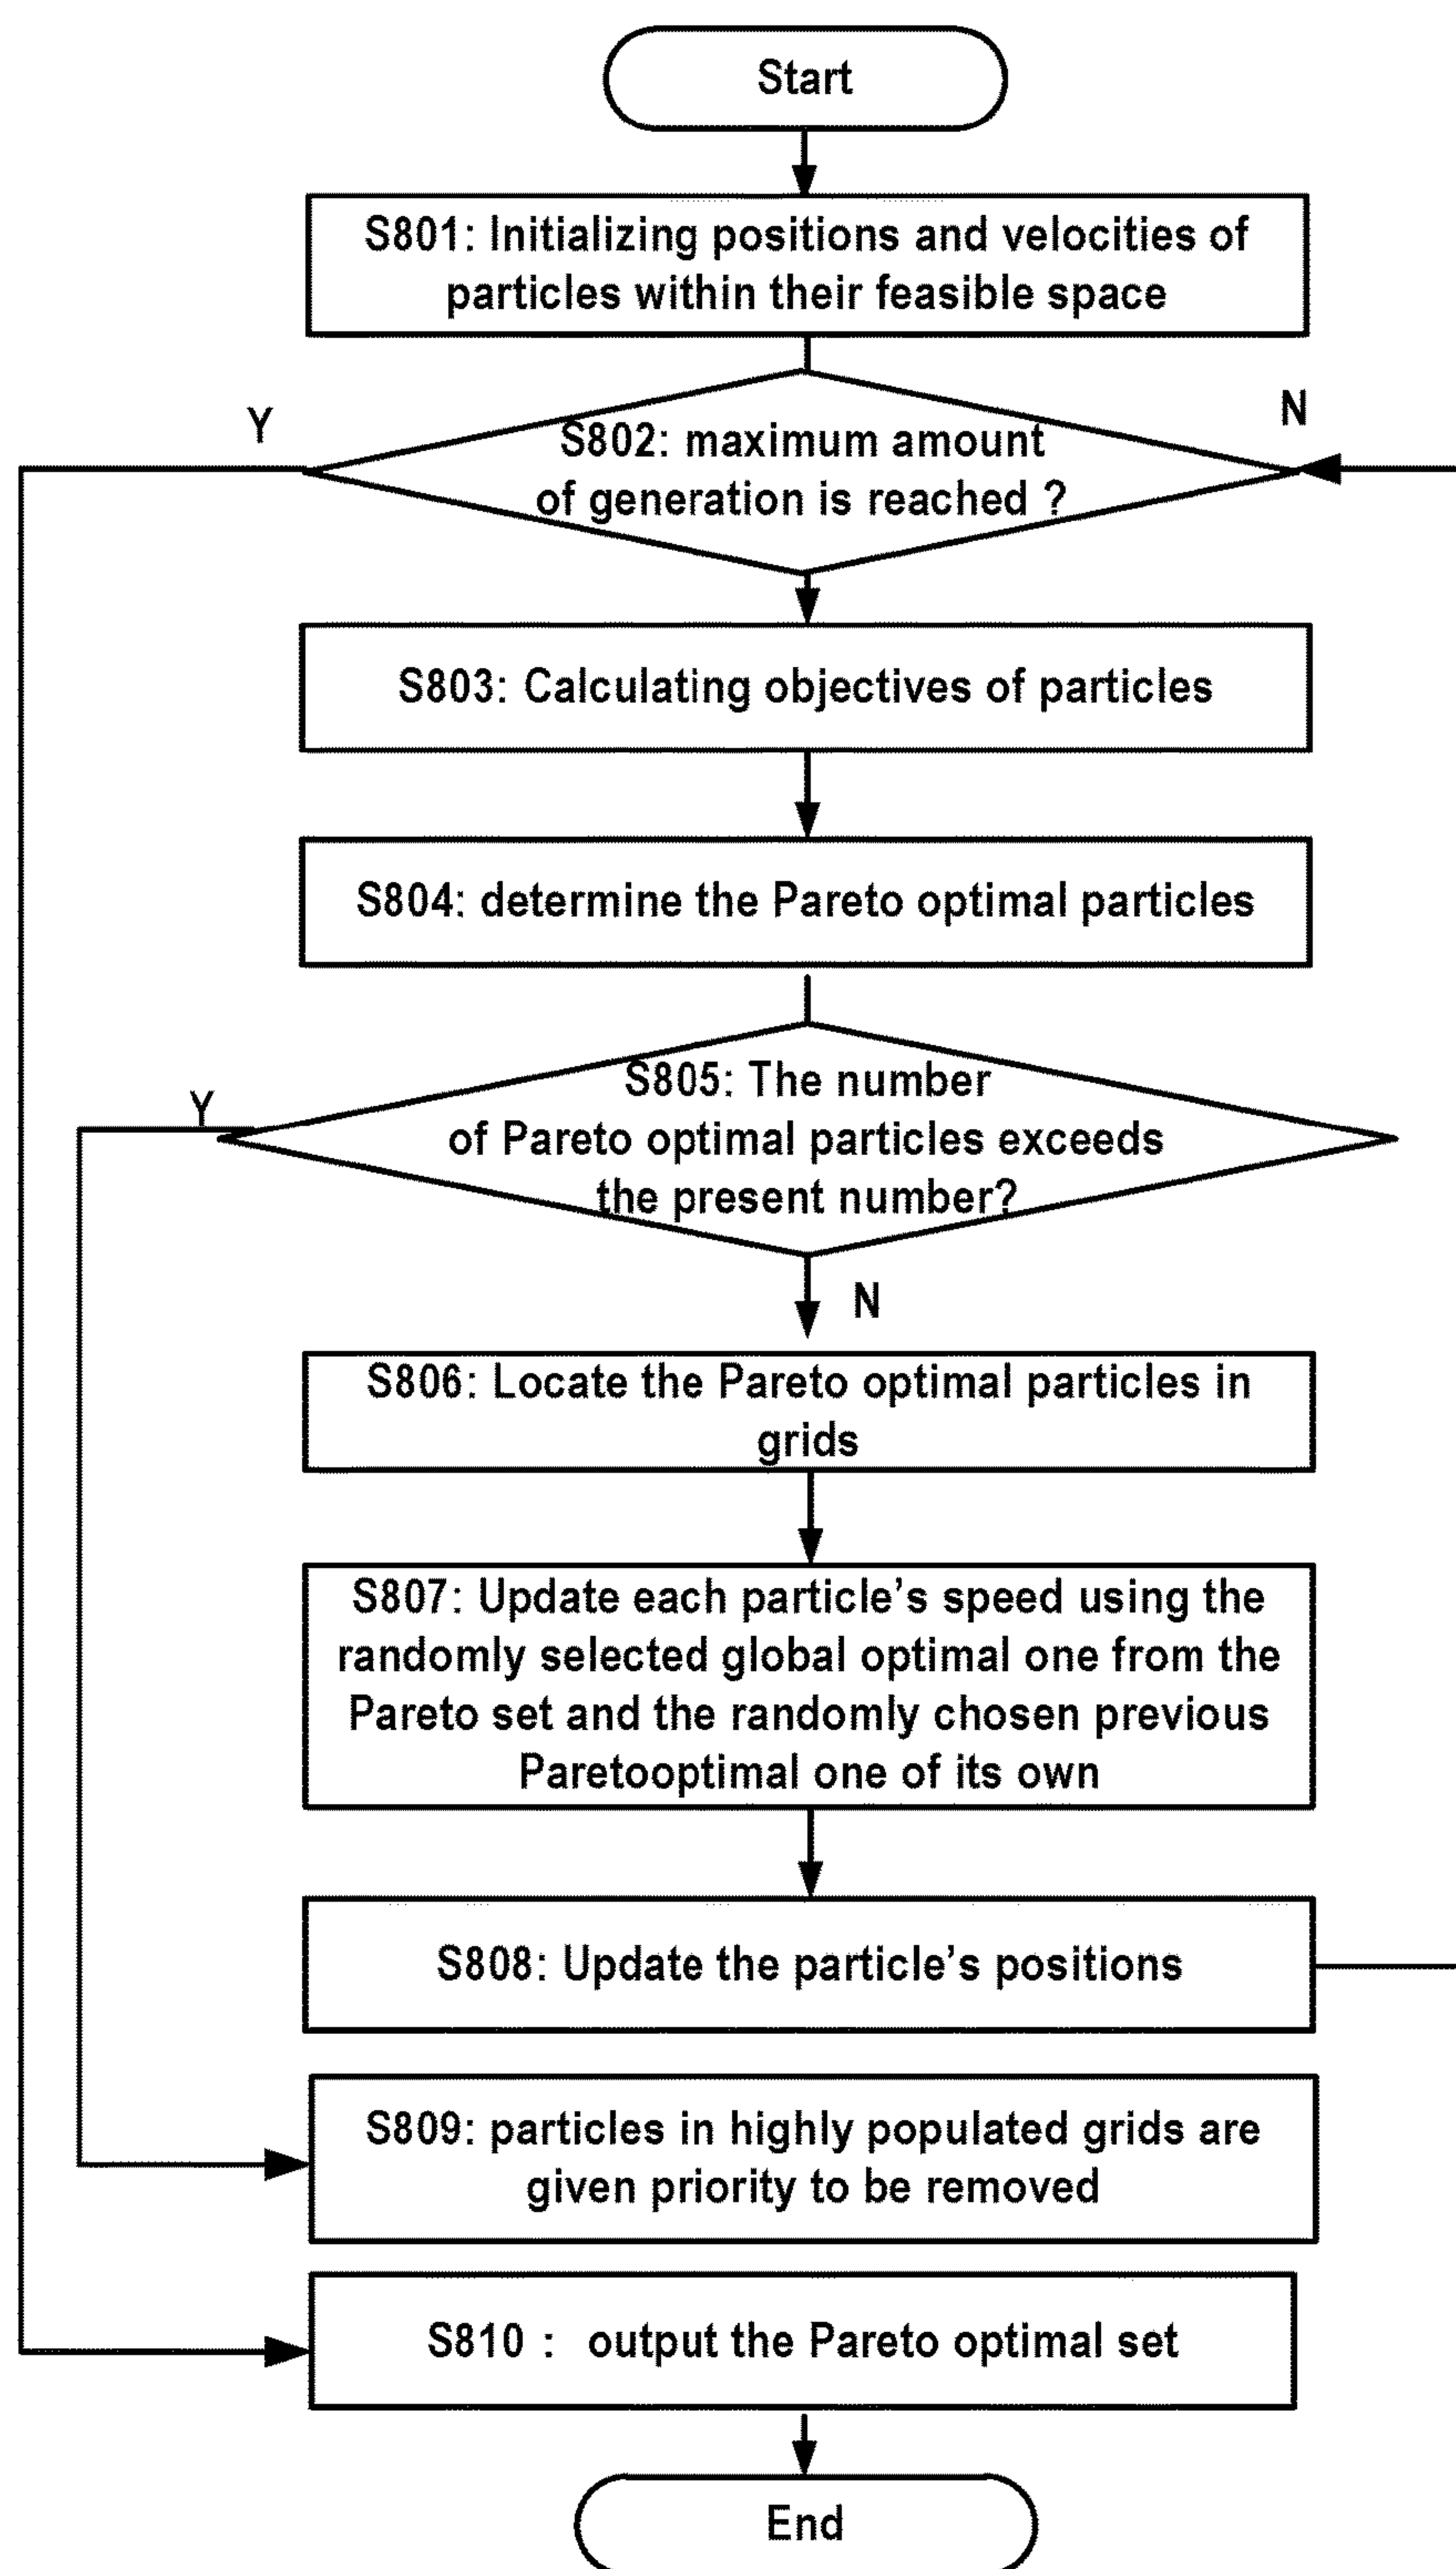 Start
S801: Initializing positions and velocities of
particles within their feasible space
Y
N
S802: maximum amount
of generation is reached ?
S803: Calculating objectives of particles
S804: determine the Pareto optimal particles
Y
S805: The number
of Pareto optimal particles exceeds
the present number?
N
S806: Locate the Pareto optimal particles in
grids
S807: Update each particle's speed using the
randomly selected global optimal one from the
Pareto set and the randomly chosen previous
Paretooptimal one of its own
S808: Update the particle's positions
S809: particles in highly populated grids are
given priority to be removed
S810 : output the Pareto optimal set
End